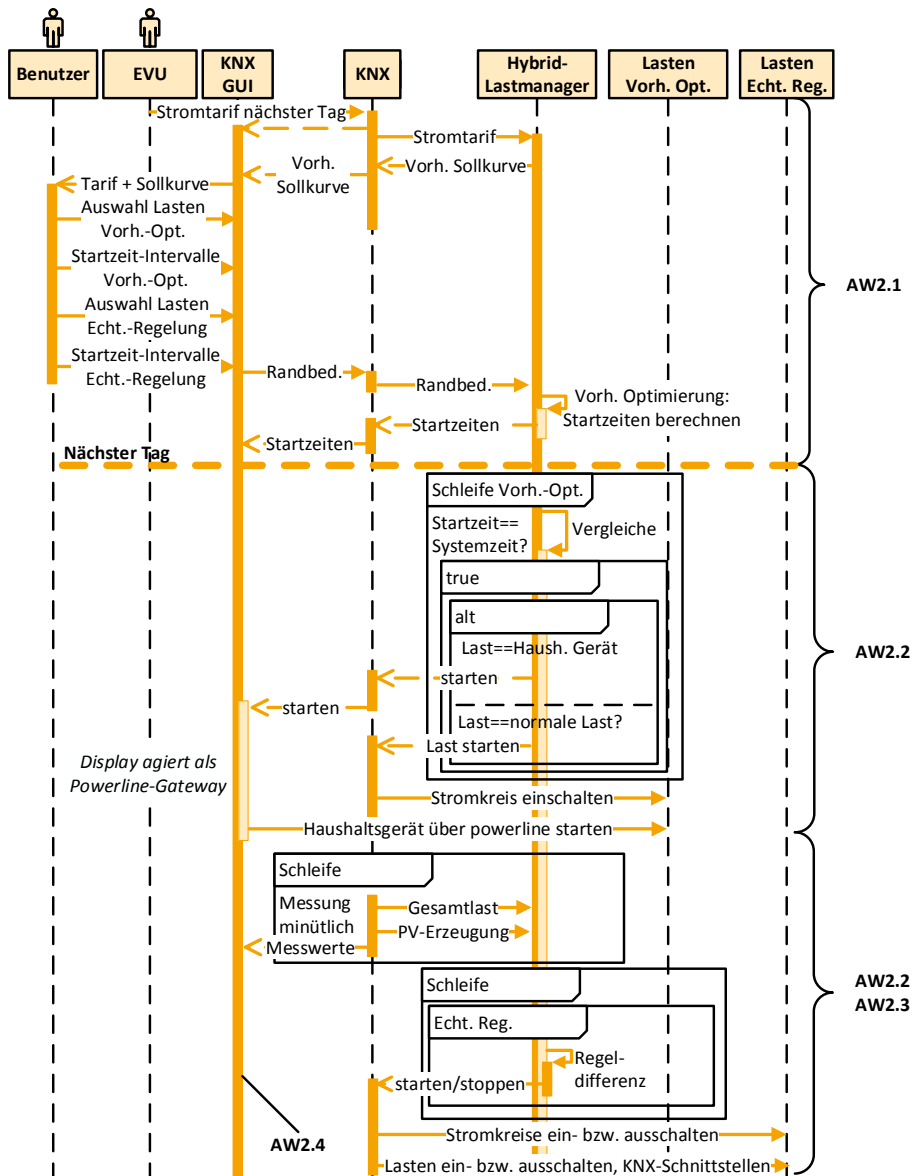 Benutzer
EVU
KNX
GUI
KNX
Hybrid-
Lastmanager
Lasten
Vorh. Opt.
Lasten
Echt. Reg.
Stromtarif nächster Tag
Stromtarif
Vorh.
Sollkurve
Vorh. Sollkurve
Tarif + Sollkurve
Auswahl Lasten
Vorh.-Opt.
Startzeit-Intervalle
Vorh.-Opt.
Auswahl Lasten
Echt.-Regelung
Startzeit-Intervalle
Echt.-Regelung
AW2.1
Randbed.
Randbed.
Vorh. Optimierung:
Startzeiten berechnen
Startzeiten
Startzeiten
Nächster Tag
Schleife Vorh.-Opt.
Startzeit==
Systemzeit?
Vergleiche
true
alt
Last==Haush. Gerät
AW2.2
starten
starten
Last==normale Last?
Last starten
Display agiert als
Powerline-Gateway
Stromkreis einschalten
Haushaltsgerät über powerline starten
Schleife
Messung
minütlich
Gesamtlast
PV-Erzeugung
Messwerte
Schleife
AW2.2
AW2.3
Echt. Reg.
Regel-
differenz
starten/stoppen
AW2.4
Stromkreise ein- bzw. ausschalten
Lasten ein- bzw. ausschalten, KNX-Schnittstellen